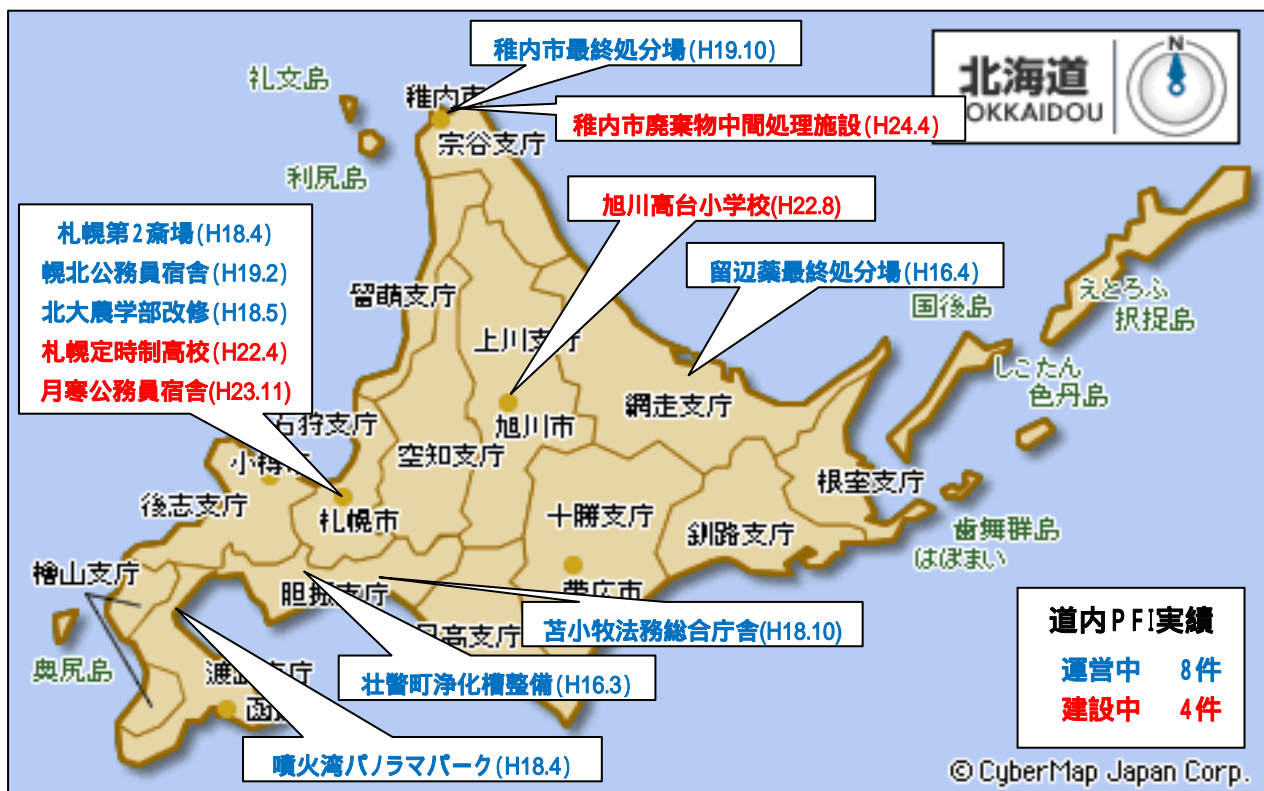 稚内市最終処分場(H19.10)
北海道
HOKKAIDOU
N
礼文島
稚内市
稚内市廃棄物中間処理施設(H24.4)
宗谷支庁
利尻島
旭川高台小学校(H22.8)
札幌第2斎場(H18.4)
幌北公務員宿舎(H19.2)
北大農学部改修(H18.5)
札幌定時制高校(H22.4)
月寒公務員宿舎(H23.11)
留辺蘂最終処分場(H16.4)
留萌支庁
国後島
えとろふ
択捉島
上川支庁
しこたん
色丹島
網走支庁
石狩支庁
旭川市
空知支庁
小樽市
根室支庁
後志支庁
札幌市
十勝支庁
釧路支庁
歯舞群島
はぼまい
檜山支庁
胆振支庁
帯広市
苫小牧法務総合庁舎(H18.10)
日高支庁
奥尻島
渡島支庁
壮瞥町浄化槽整備(H16.3)
函
噴火湾パノラマパーク(H18.4)
道内PFI実績
運営中 8件
建設中 4件
© CyberMap Japan Corp.